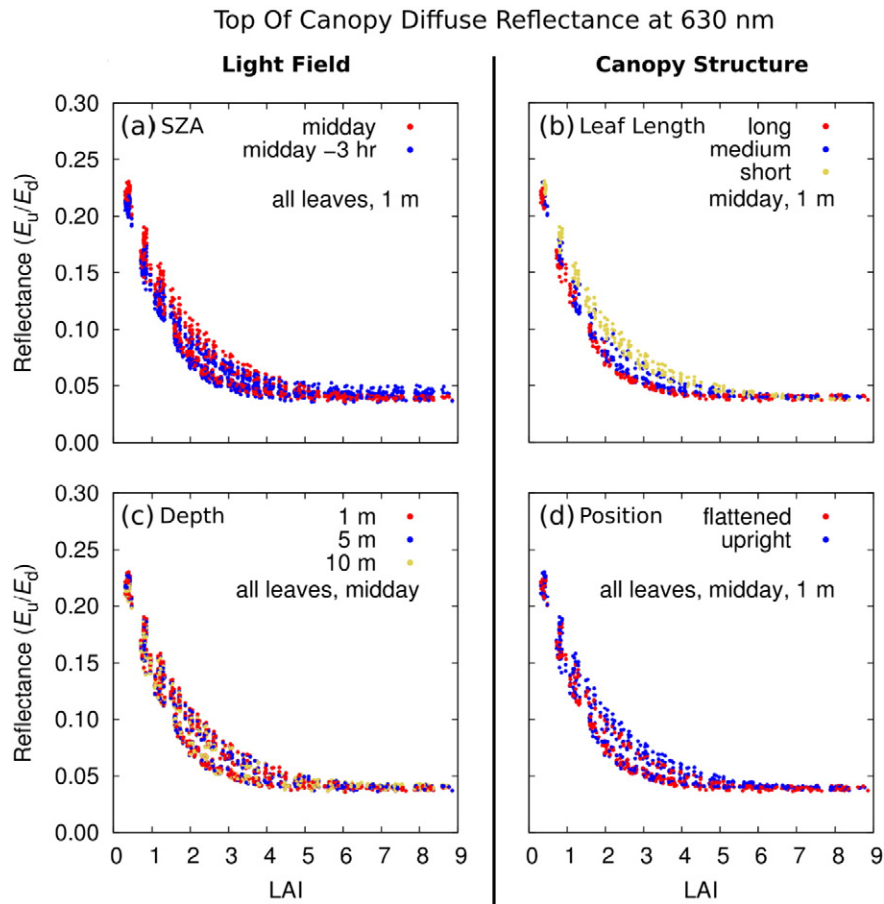 Top Of Canopy Diffuse Reflectance at 630 nm
Light Field
Canopy Structure
Reflectance (Eu/Ed)
0.30
0.25
0.20
0.15
0.10
0.05
0.00
(a) SZA
midday
midday −3 hr
all leaves, 1 m
(b) Leaf Length
long
medium
short
midday, 1 m
Reflectance (Eu/Ed)
0.30
0.25
0.20
0.15
0.10
0.05
0.00
(c) Depth
1 m
5 m
10 m
all leaves, midday
(d) Position
flattened
upright
all leaves, midday, 1 m
0 1 2 3 4 5 6 7 8 9
LAI
0 1 2 3 4 5 6 7 8 9
LAI